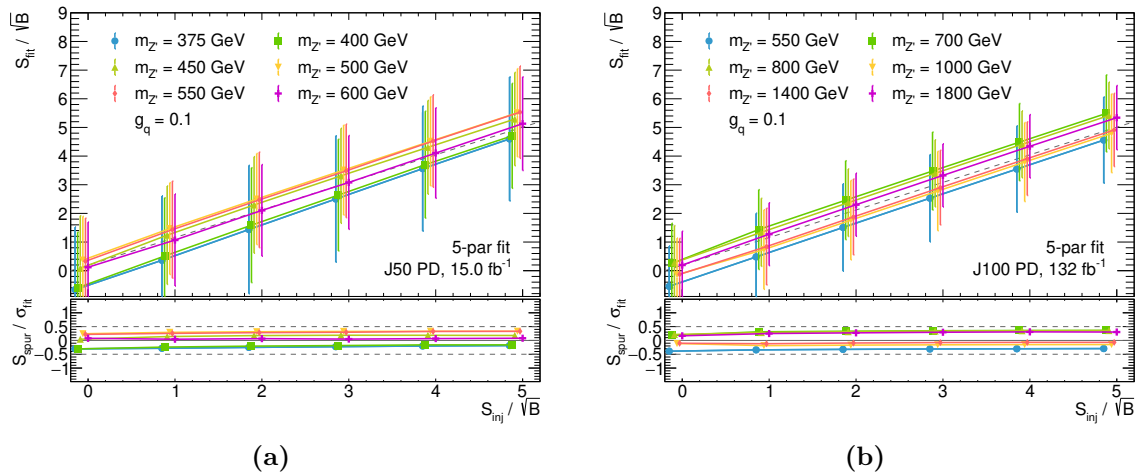 S_fit / √B
9
8
7
6
5
4
3
2
1
0
m_Z' = 375 GeV
m_Z' = 400 GeV
m_Z' = 450 GeV
m_Z' = 500 GeV
m_Z' = 550 GeV
m_Z' = 600 GeV
g_q = 0.1
5-par fit
J50 PD, 15.0 fb⁻¹
S_spur / σ_fit
1
0.5
0
−0.5
−1
0 1 2 3 4 5
S_inj / √B
(a)
S_fit / √B
9
8
7
6
5
4
3
2
1
0
m_Z' = 550 GeV
m_Z' = 700 GeV
m_Z' = 800 GeV
m_Z' = 1000 GeV
m_Z' = 1400 GeV
m_Z' = 1800 GeV
g_q = 0.1
5-par fit
J100 PD, 132 fb⁻¹
S_spur / σ_fit
1
0.5
0
−0.5
−1
0 1 2 3 4 5
S_inj / √B
(b)